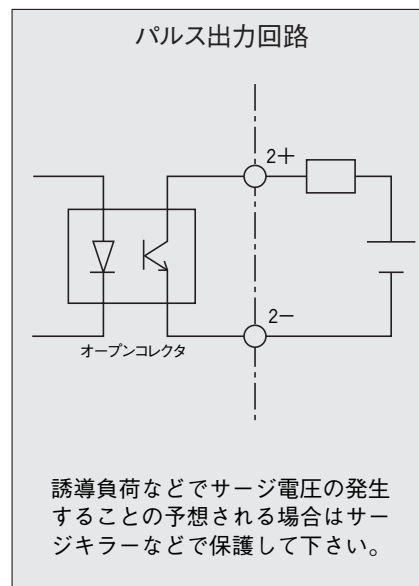 パルス出力回路
2＋
2－
オープンコレクタ
誘導負荷などでサージ電圧の発生
することの予想される場合はサー
ジキラーなどで保護して下さい。